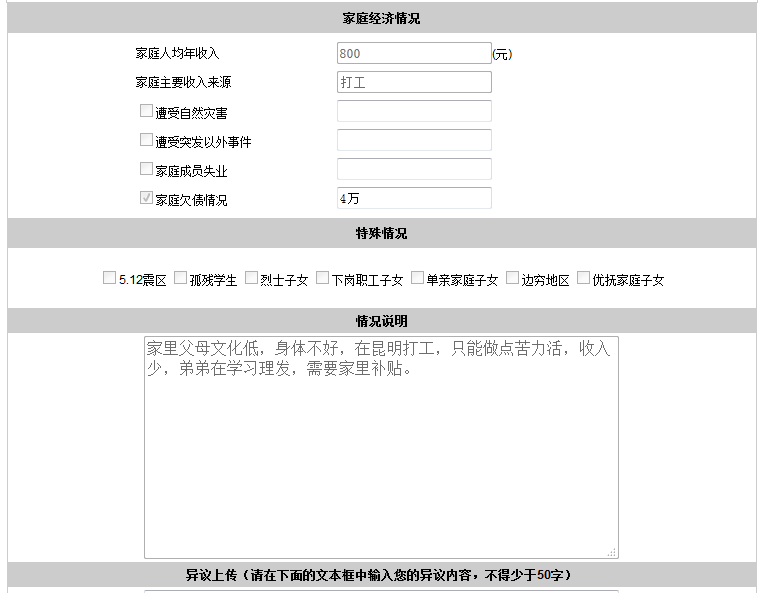 家庭经济情况
家庭人均年收入 800 (元)
家庭主要收入来源 打工
遭受自然灾害
遭受突发以外事件
家庭成员失业
家庭欠债情况 4万
特殊情况
5.12震区 孤残学生 烈士子女 下岗职工子女 单亲家庭子女 边穷地区 优抚家庭子女
情况说明
家里父母文化低，身体不好，在昆明打工，只能做点苦力活，收入
少，弟弟在学习理发，需要家里补贴。
异议上传（请在下面的文本框中输入您的异议内容，不得少于50字）